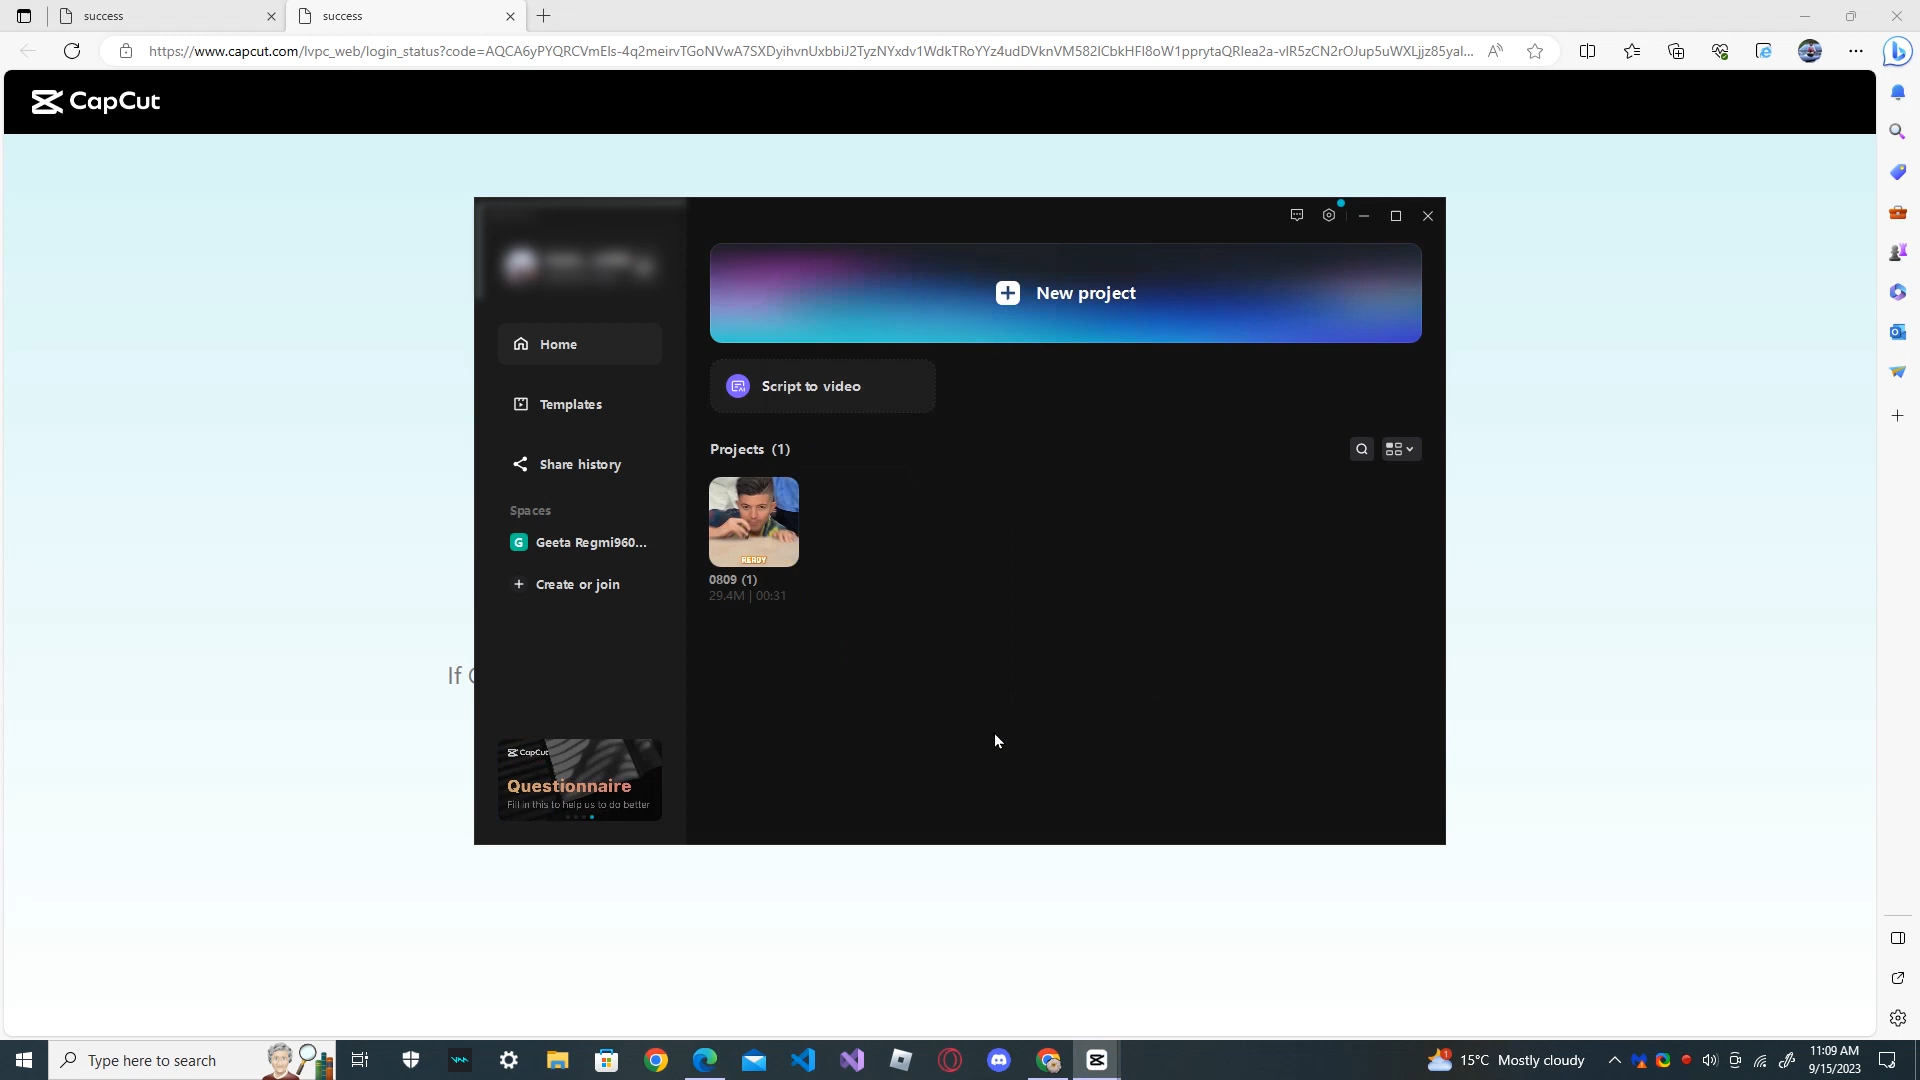 success
success
https://www.capcut.com/lvpc_web/login_status?code=AQCA6yPYQRCVmEls-4q2meirvTGoNVwA7SXDyihvnUxbbiJ2TyzNYxdv1WdkTRoYYz4udDVknVM582ICbkHFl8oW1pprytaQRlea2a-vlR5zCN2rOJup5uWXLjjz85yal...
CapCut
New project
Home
Script to video
Templates
Projects (1)
Share history
Spaces
G Geeta Regmi960...
READY
0809 (1)
29.4M | 00:31
Create or join
If
CapCut
Questionnaire
Fill in this to help us to do better
Type here to search
15°C Mostly cloudy
11:09 AM
9/15/2023